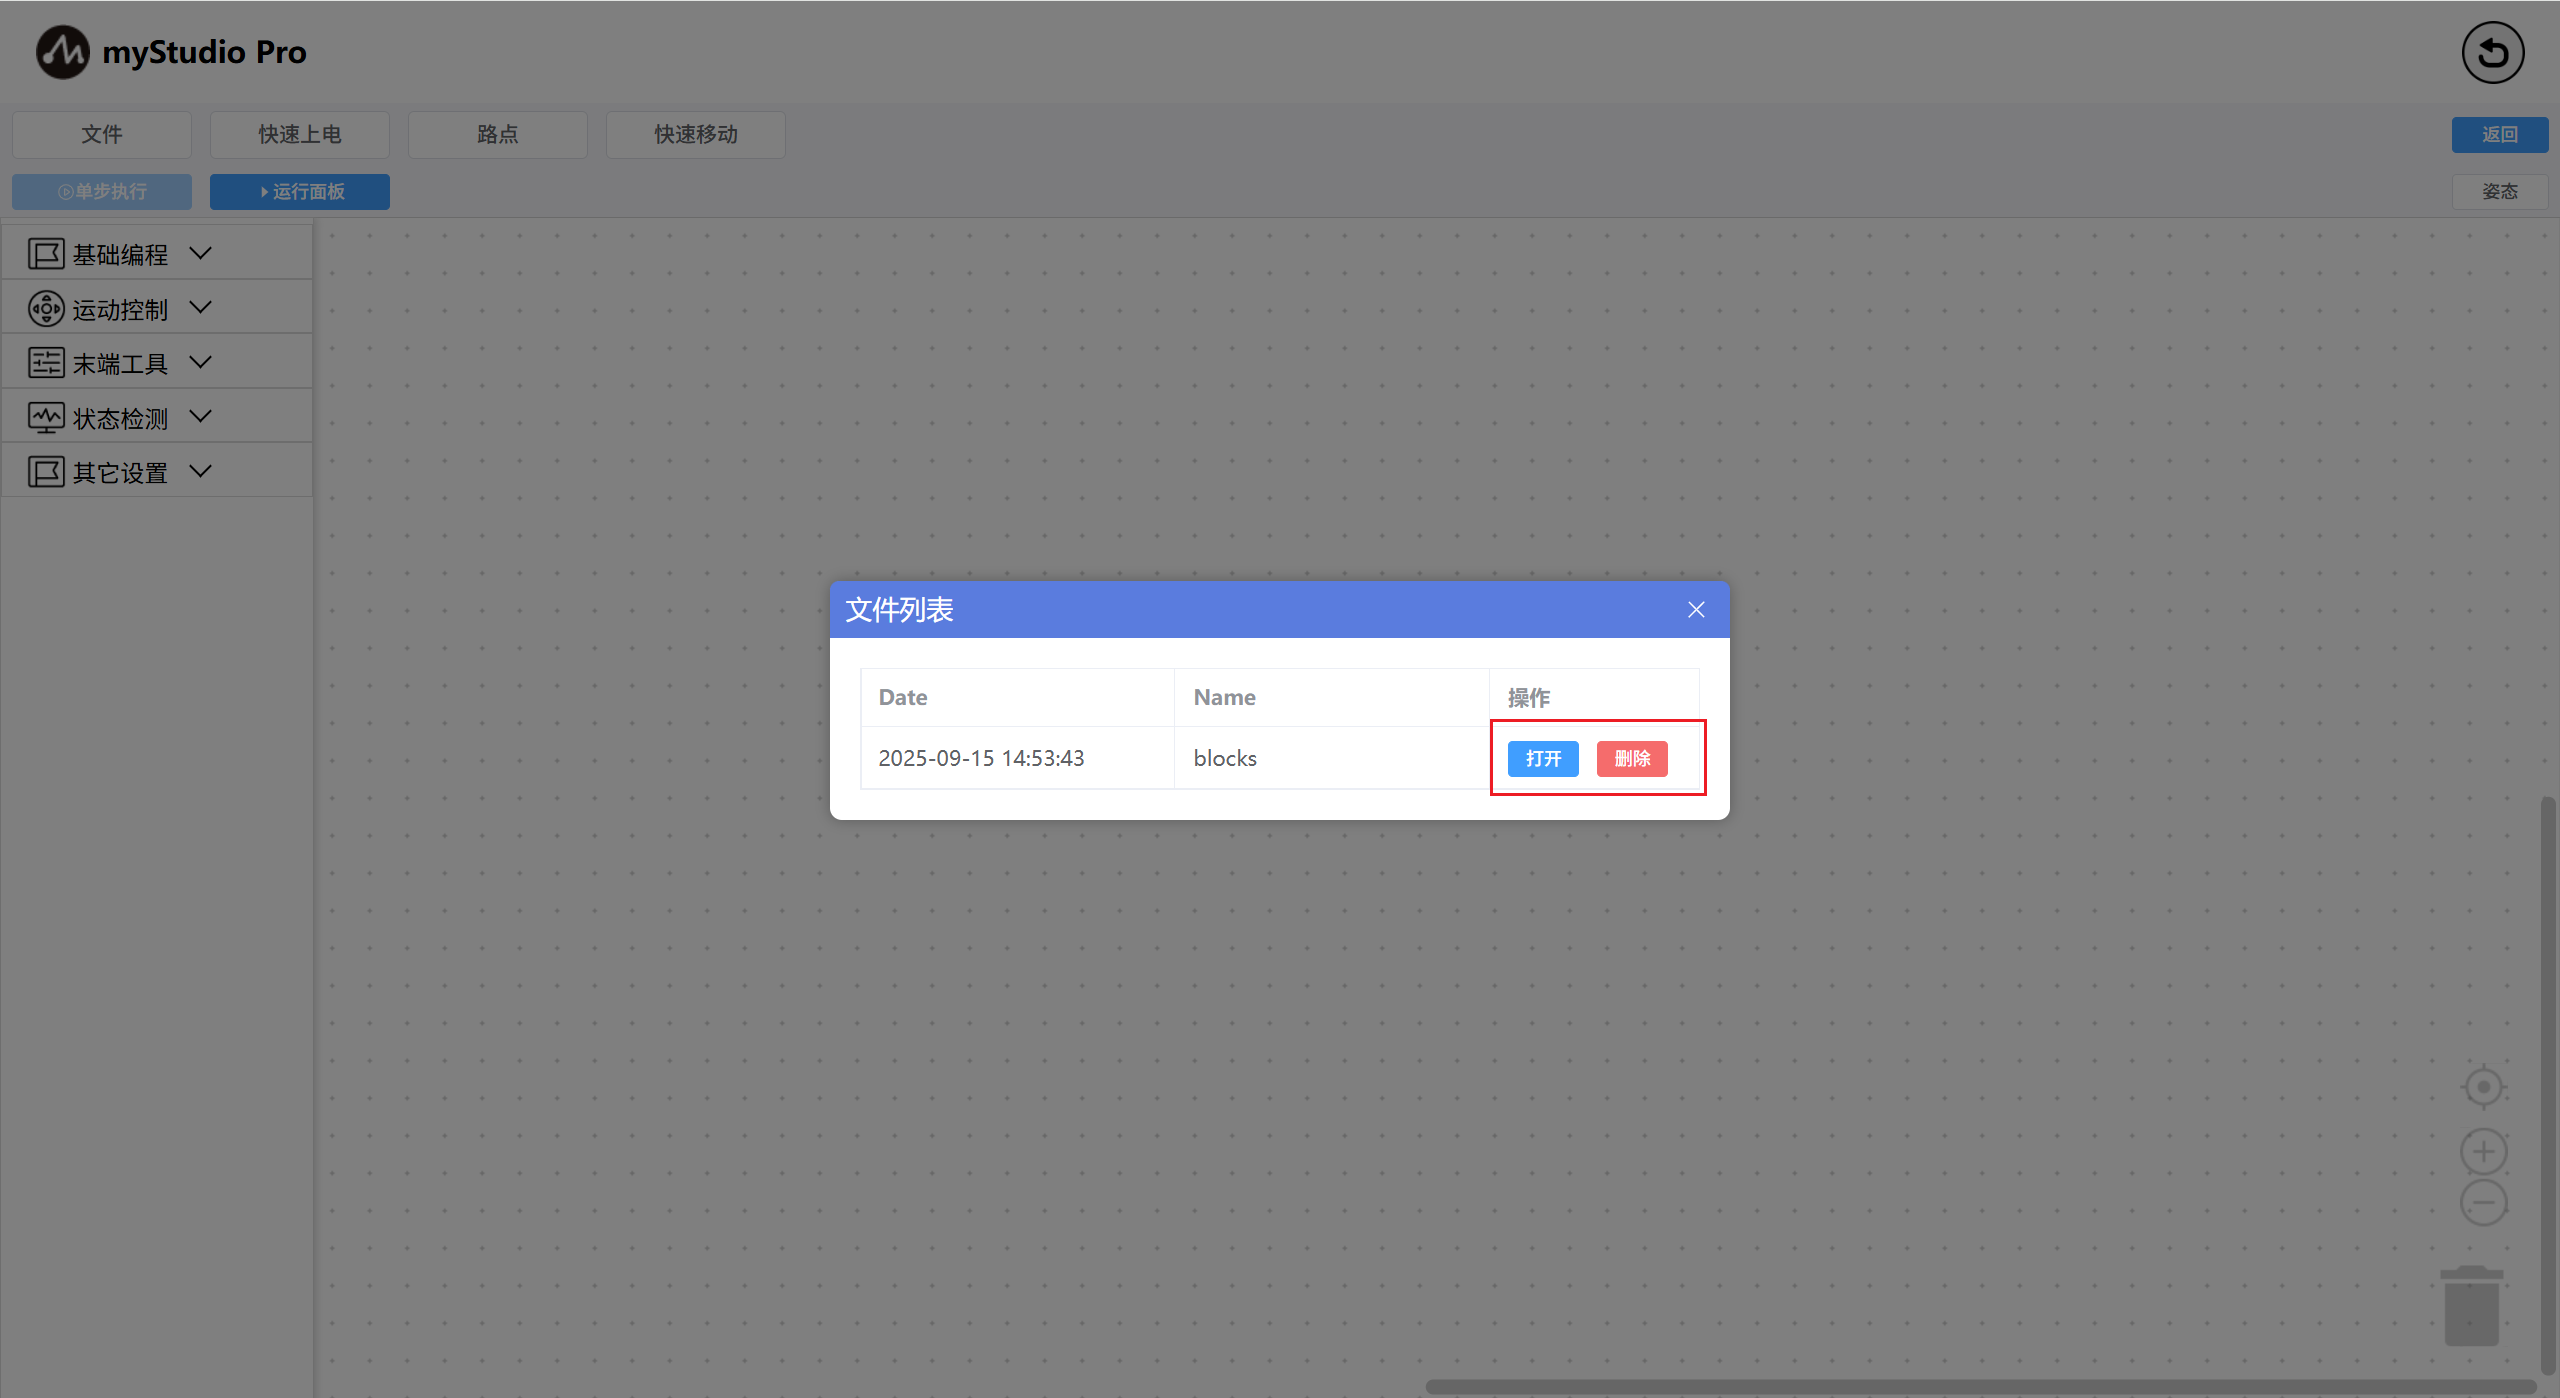 myStudio Pro
文件 快速上电 路点 快速移动 返回
单步执行 运行面板 姿态
基础编程
运动控制
末端工具
状态检测
其它设置
文件列表
Date Name 操作
2025-09-15 14:53:43 blocks 打开 删除